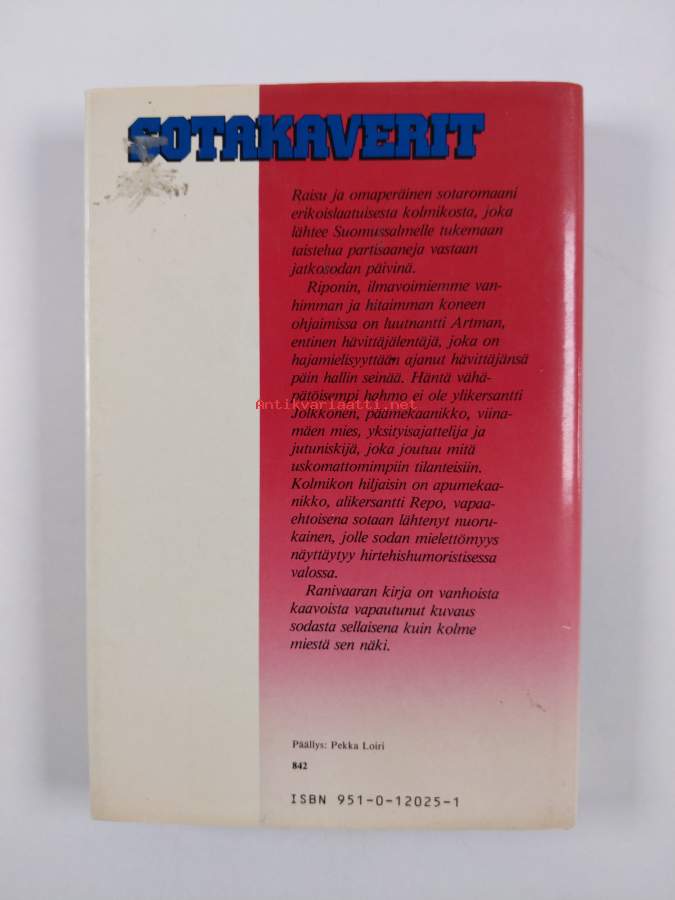 SOTAKAVERIT
Raisu ja omaperäinen sotaromaani
erikoislaatuisesta kolmikosta, joka
lähtee Suomussalmelle tukemaan
taistelua partisaaneja vastaan
jatkosodan päivinä.
Riponin, ilmavoimiemme van-
himman ja hitaimman koneen
ohjaimissa on luutnantti Artman,
entinen hävittäjälentäjä, joka on
hajamielisyyttään ajanut hävittäjänsä
päin hallin seinää. Häntä vähä-
pätöisempi hahmo ei ole ylikersantti
Antikvariaatti.net
Jolkkonen, päämekaanikko, viina-
mäen mies, yksityisajattelija ja
jutuniskijä, joka joutuu mitä
uskomattomimpiin tilanteisiin.
Kolmikon hiljaisin on apumekaa-
nikko, alikersantti Repo, vapaa-
ehtoisena sotaan lähtenyt nuoru-
kainen, jolle sodan mielettömyys
näyttäytyy hirtehishumoristisessa
valossa.
Ranivaaran kirja on vanhoista
kaavoista vapautunut kuvaus
sodasta sellaisena kuin kolme
miestä sen näki.
Päällys: Pekka Loiri
842
ISBN 951-0-12025-1